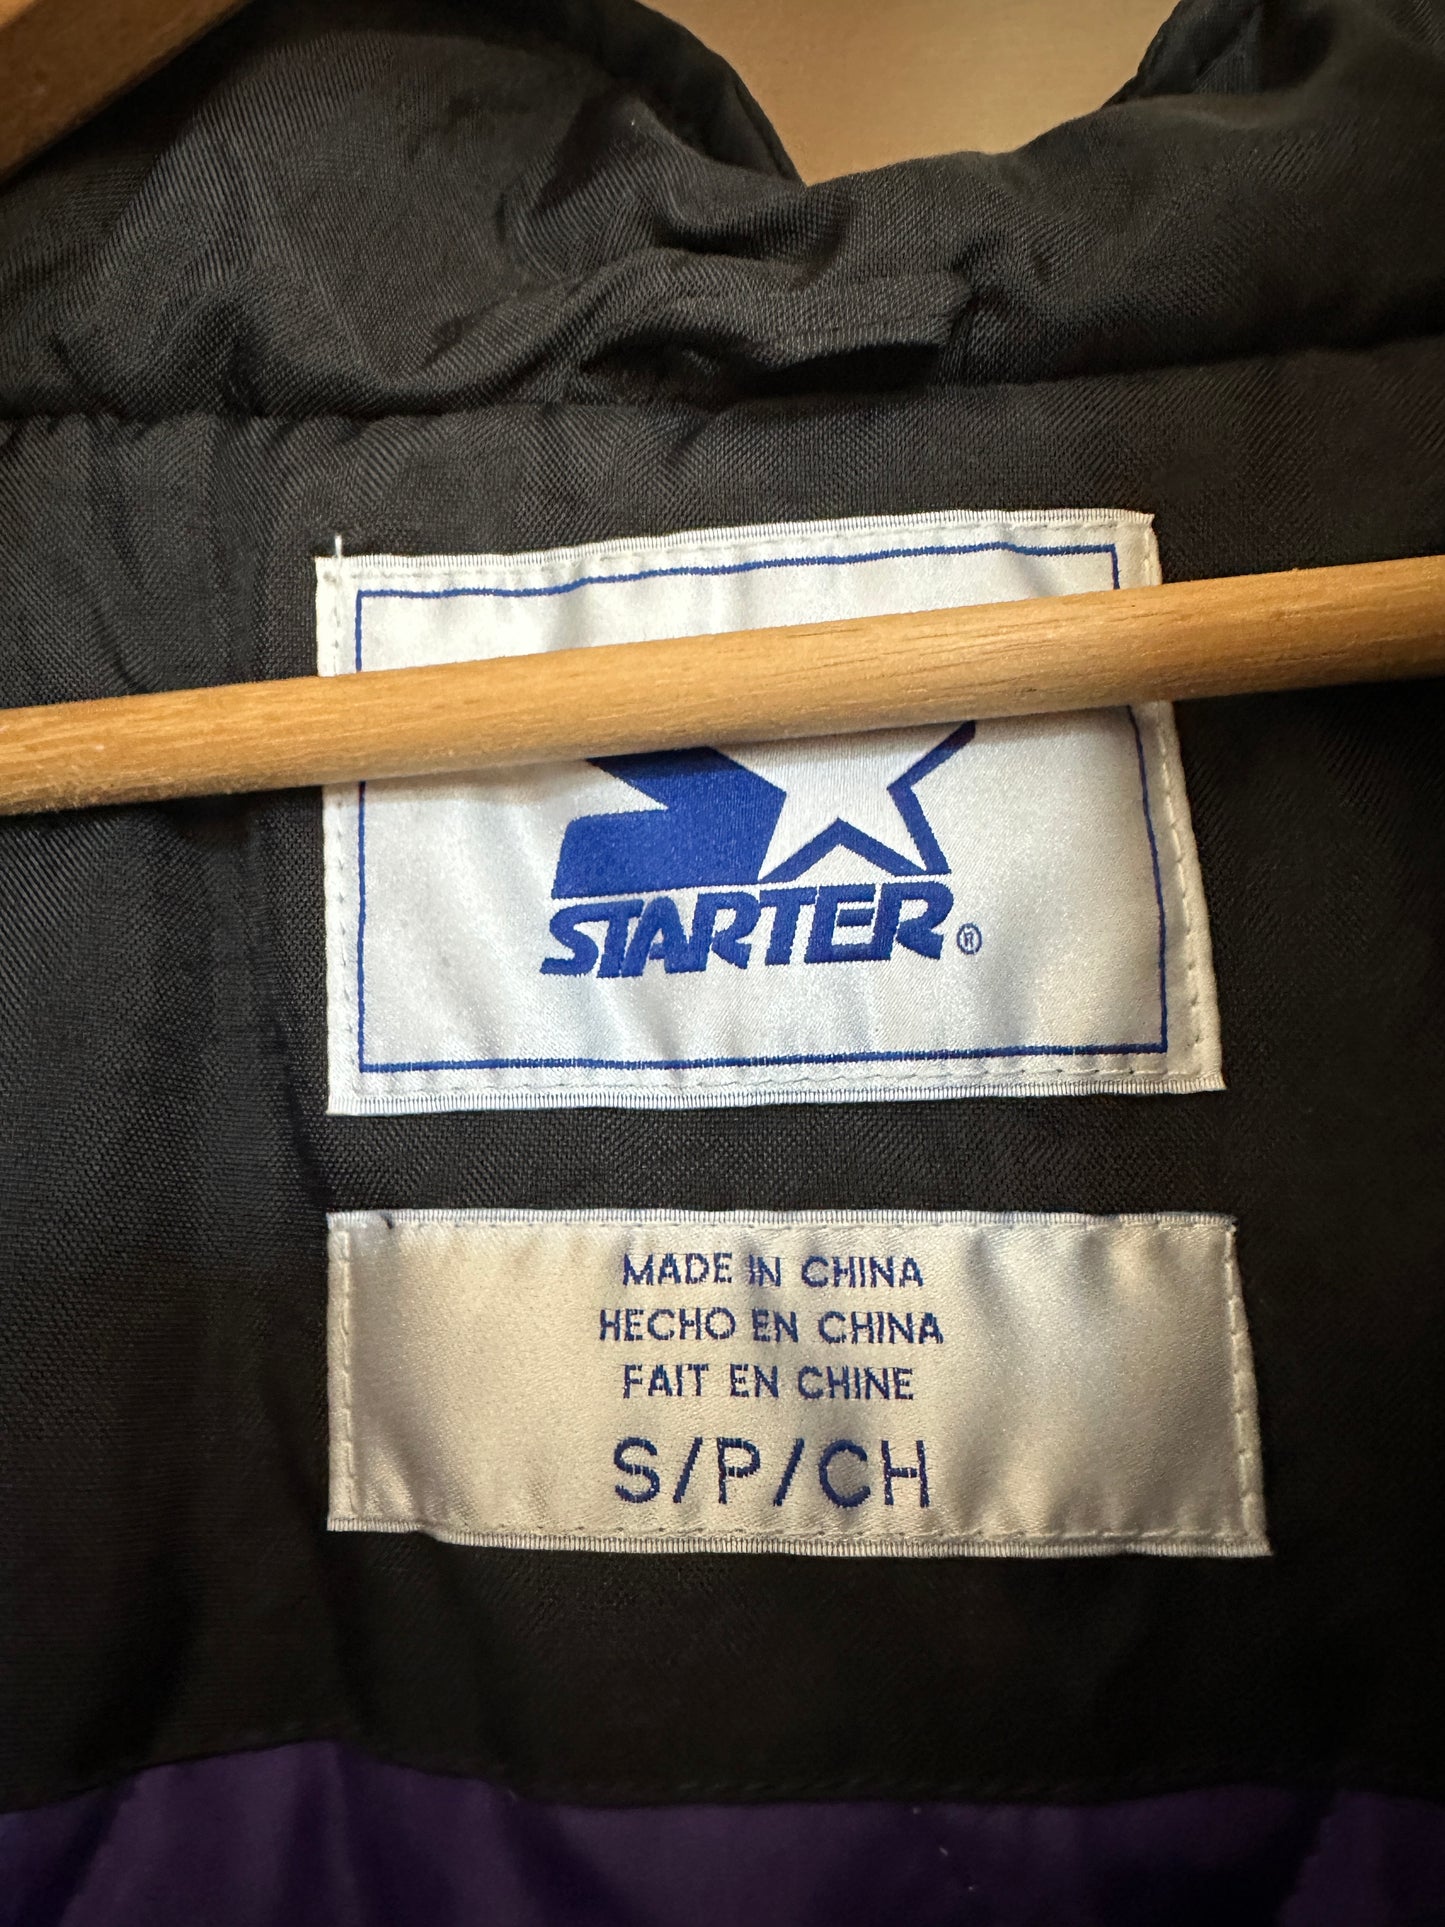 STARTER®
MADE IN CHINA
HECHO EN CHINA
FAIT EN CHINE
S/P/CH